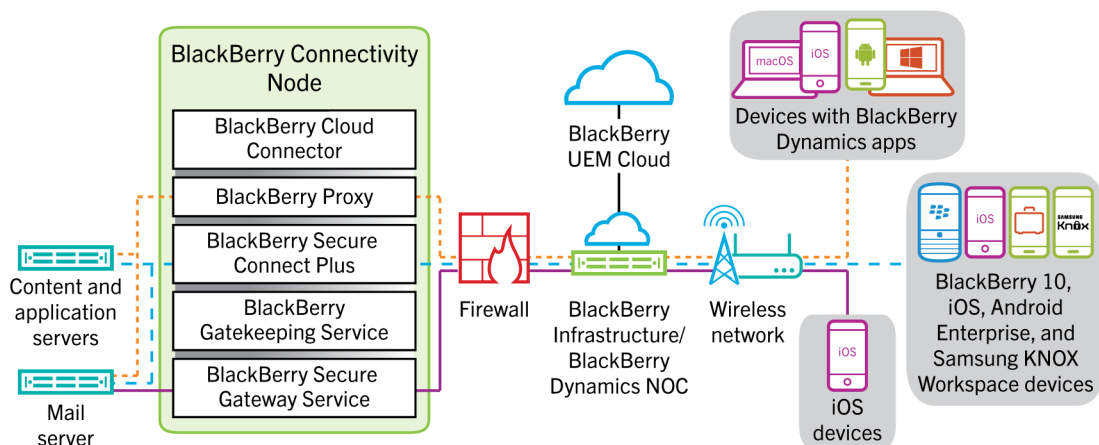 BlackBerry Connectivity
Node
BlackBerry Cloud
Connector
BlackBerry Proxy
BlackBerry Secure
Connect Plus
BlackBerry
Gatekeeping Service
BlackBerry Secure
Gateway Service
Content and
application
servers
Mail
server
Firewall
BlackBerry
UEM Cloud
BlackBerry
Infrastructure/
BlackBerry
Dynamics NOC
Wireless
network
macOS
iOS
Devices with BlackBerry
Dynamics apps
iOS
SAMSUNG
Knox
BlackBerry 10,
iOS, Android
Enterprise, and
Samsung KNOX
Workspace devices
iOS
iOS
devices